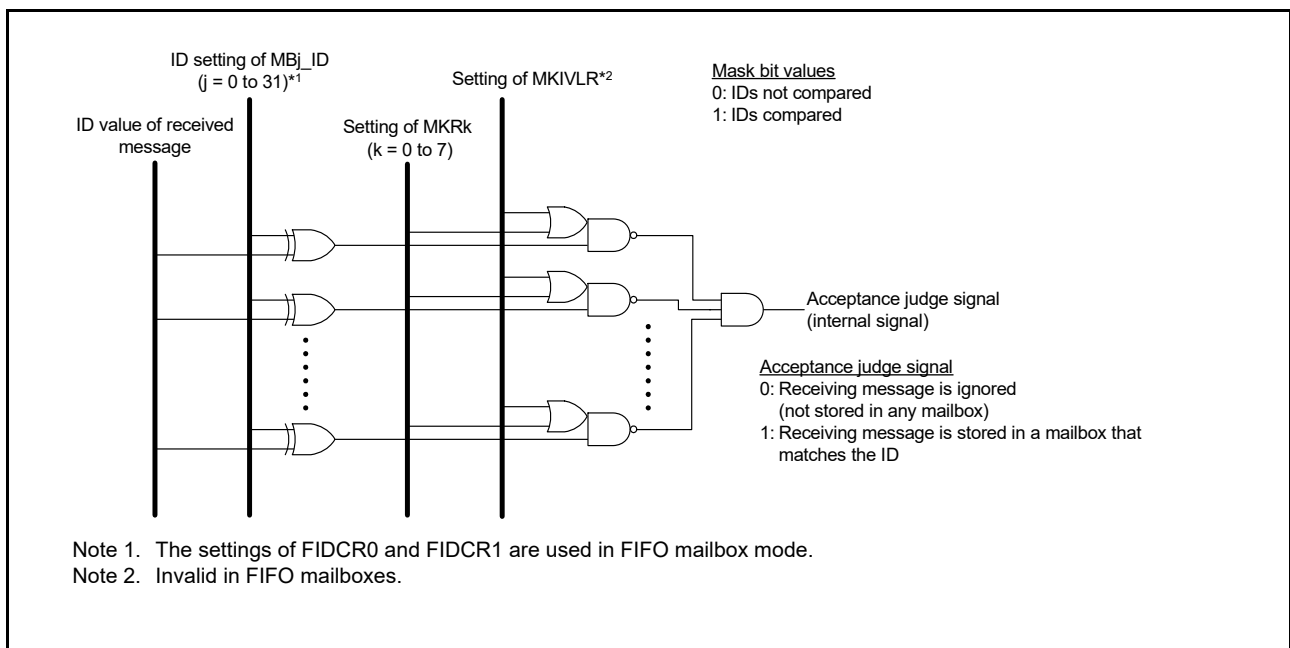 ID setting of MBj_ID
(j = 0 to 31)*1
Setting of MKIVLR*2
Mask bit values
0: IDs not compared
1: IDs compared
ID value of received
message
Setting of MKRk
(k = 0 to 7)
Acceptance judge signal
(internal signal)
Acceptance judge signal
0: Receiving message is ignored
(not stored in any mailbox)
1: Receiving message is stored in a mailbox that
matches the ID
Note 1. The settings of FIDCR0 and FIDCR1 are used in FIFO mailbox mode.
Note 2. Invalid in FIFO mailboxes.